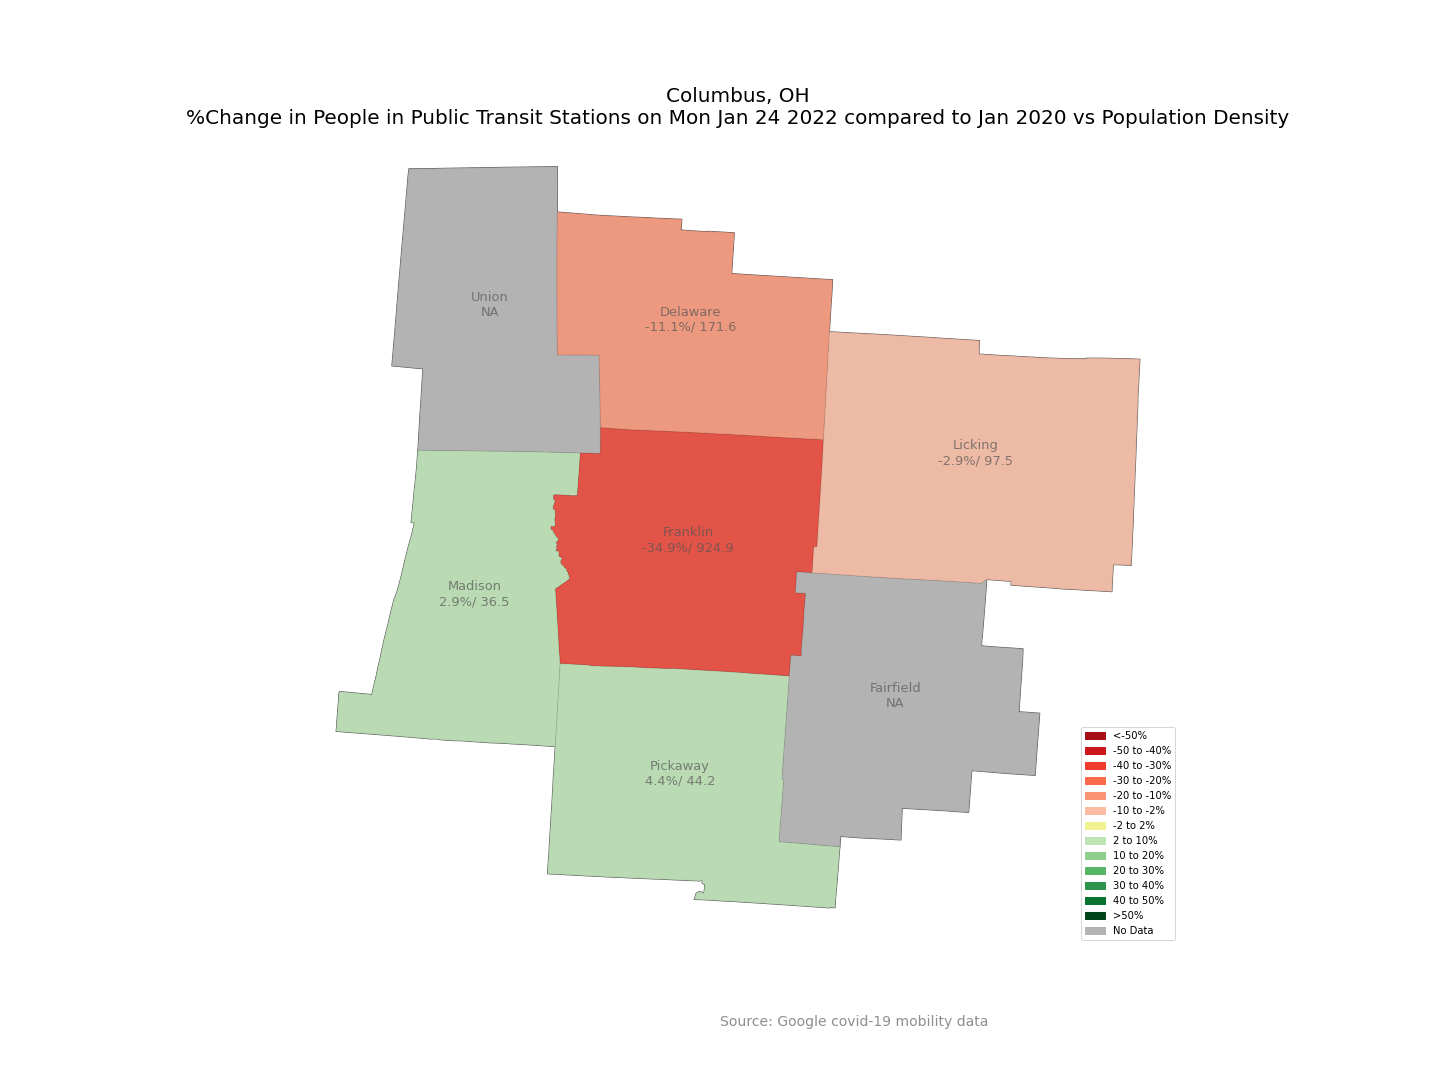 Columbus, OH
%Change in People in Public Transit Stations on Mon Jan 24 2022 compared to Jan 2020 vs Population Density
Union
NA
Delaware
-11.1%/ 171.6
Licking
-2.9%/ 97.5
Franklin
-34.9%/ 924.9
Madison
2.9%/ 36.5
Fairfield
NA
Pickaway
4.4%/ 44.2
<-50%
-50 to -40%
-40 to -30%
-30 to -20%
-20 to -10%
-10 to -2%
-2 to 2%
2 to 10%
10 to 20%
20 to 30%
30 to 40%
40 to 50%
>50%
No Data
Source: Google covid-19 mobility data